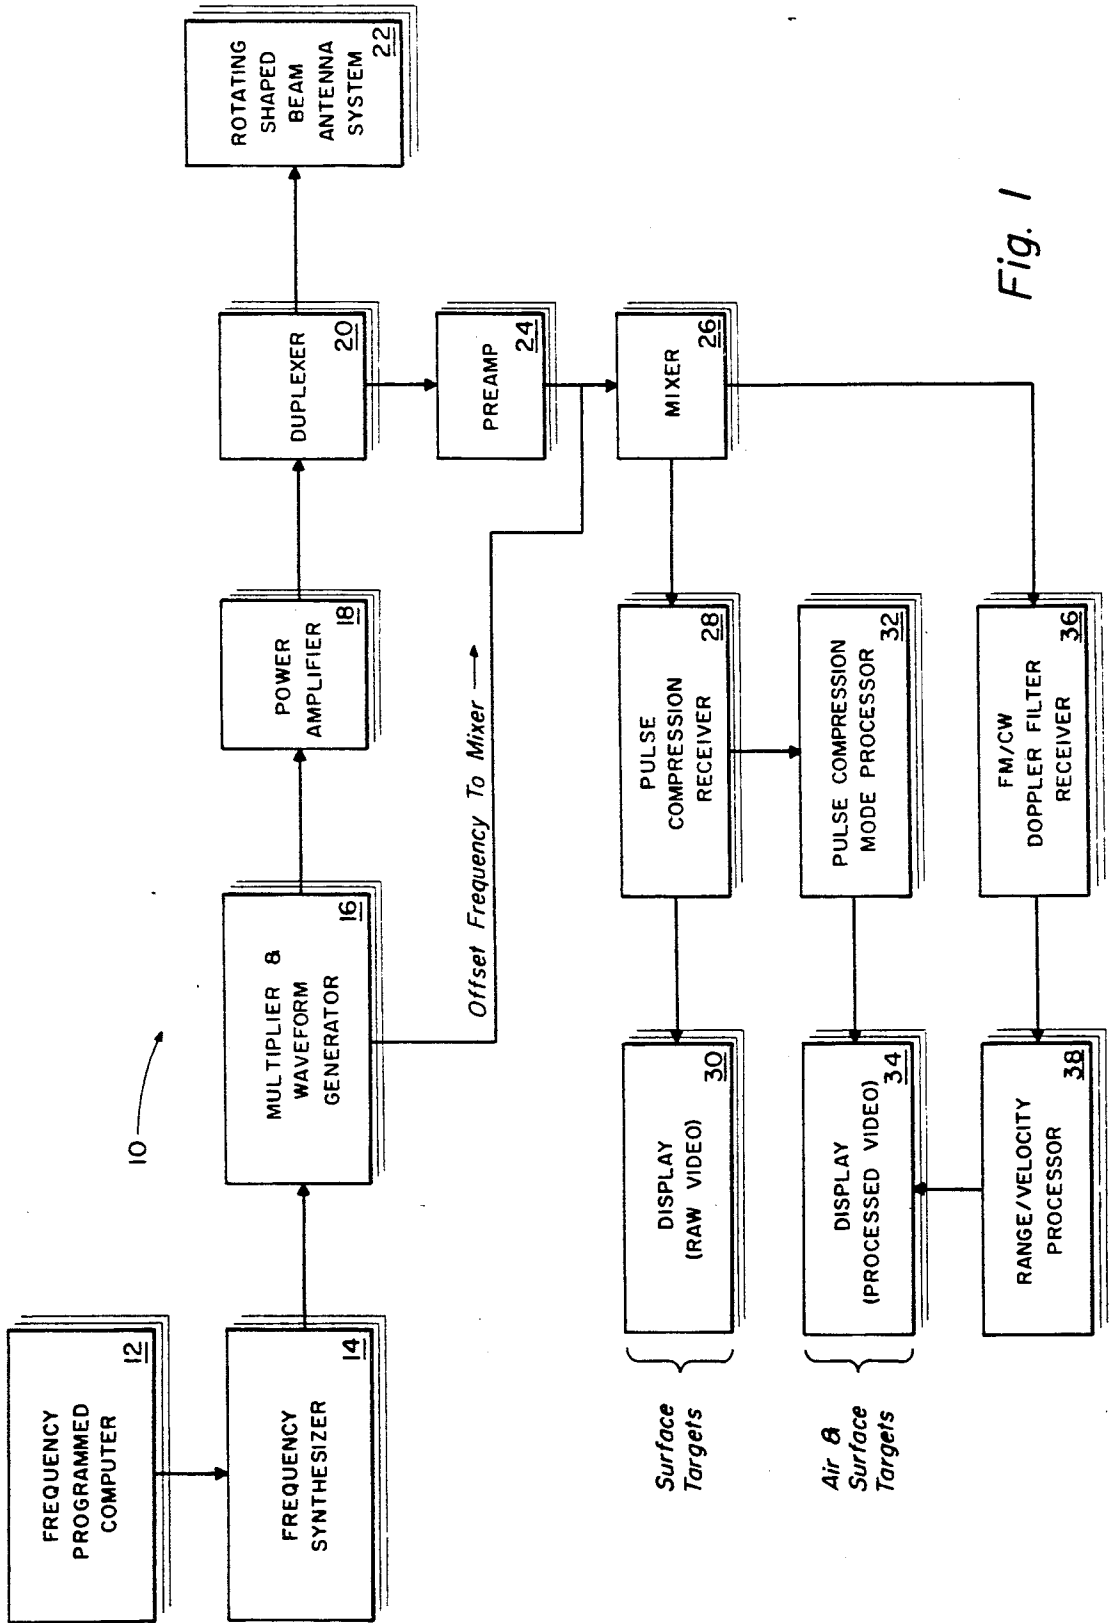 10
FREQUENCY
PROGRAMMED
COMPUTER
12
FREQUENCY
SYNTHESIZER
14
MULTIPLIER &
WAVEFORM
GENERATOR
16
POWER
AMPLIFIER
18
DUPLEXER
20
ROTATING
SHAPED
BEAM
ANTENNA
SYSTEM
22
Offset Frequency To Mixer
PREAMP
24
MIXER
26
PULSE
COMPRESSION
RECEIVER
28
DISPLAY
(RAW VIDEO)
30
Surface
Targets
PULSE COMPRESSION
MODE PROCESSOR
32
DISPLAY
(PROCESSED VIDEO)
34
Air &
Surface
Targets
FM/CW
DOPPLER FILTER
RECEIVER
36
RANGE/VELOCITY
PROCESSOR
38
Fig. 1